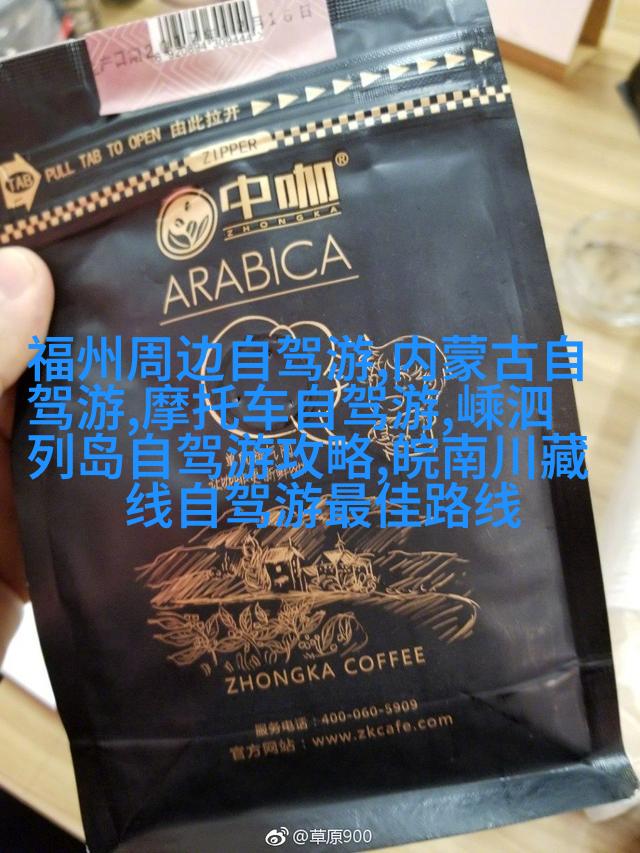 PULL TAB TO OPEN 由此拉开
TAB
ZIPPER
中咖®
ZHONGKA
ARABICA
福州周边自驾游,内蒙古自
驾游,摩托车自驾游,嵊泗
列岛自驾游攻略,皖南川藏
线自驾游最佳路线
ZHONGKA COFFEE
服务电话:400-060-5909
官方网站:www.zkcafe.com
@草原900